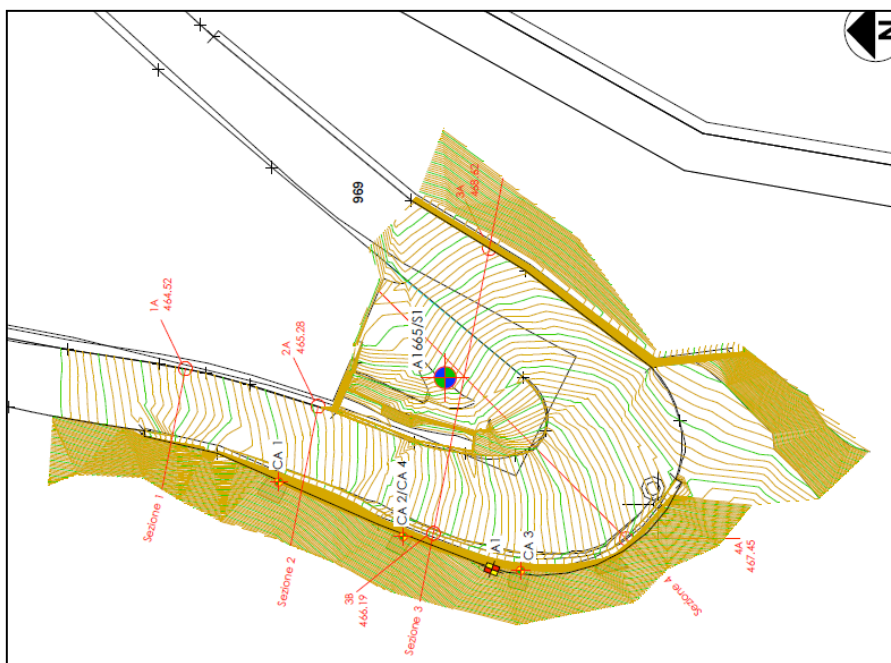 N
969
3A
468.62
1A
464.52
2A
465.28
A1665/S1
CA 1
CA 2/CA 4
A1
CA 3
3B
466.19
4A
467.45
Sezione 1
Sezione 2
Sezione 3
Sezione 4